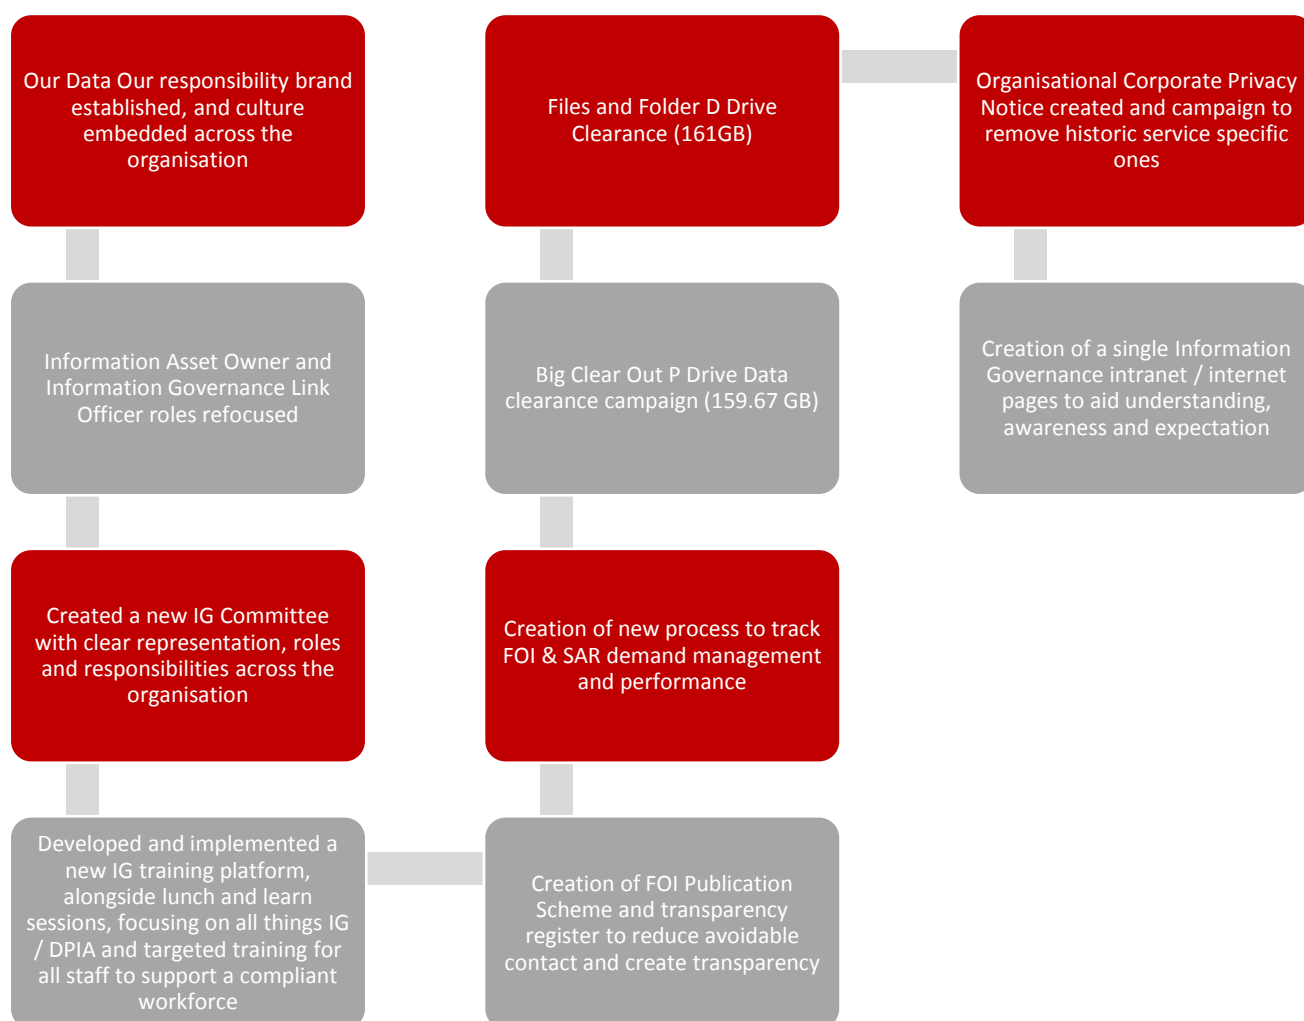 Our Data Our responsibility brand
established, and culture
embedded across the
organisation
Information Asset Owner and
Information Governance Link
Officer roles refocused
Created a new IG Committee
with clear representation, roles
and responsibilities across the
organisation
Developed and implemented a
new IG training platform,
alongside lunch and learn
sessions, focusing on all things IG
/ DPIA and targeted training for
all staff to support a compliant
workforce
Creation of FOI Publication
Scheme and transparency
register to reduce avoidable
contact and create transparency
Creation of new process to track
FOI & SAR demand management
and performance
Big Clear Out P Drive Data
clearance campaign (159.67 GB)
Files and Folder D Drive
Clearance (161GB)
Organisational Corporate Privacy
Notice created and campaign to
remove historic service specific
ones
Creation of a single Information
Governance intranet / internet
pages to aid understanding,
awareness and expectation